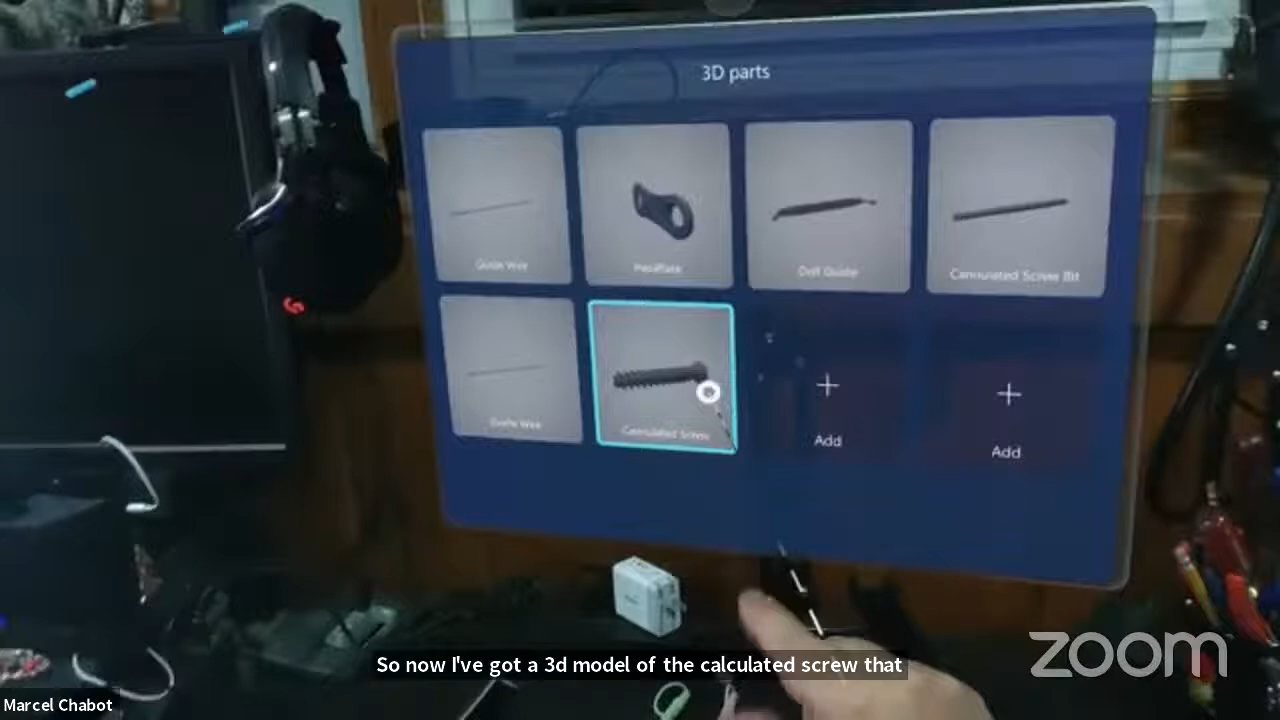 3D parts
Guide Wire
Pediplate
Drill Guide
Cannulated Screw Bit
Guide Wire
Cannulated Screw
Add
Add
So now I've got a 3d model of the calculated screw that
zoom
Marcel Chabot